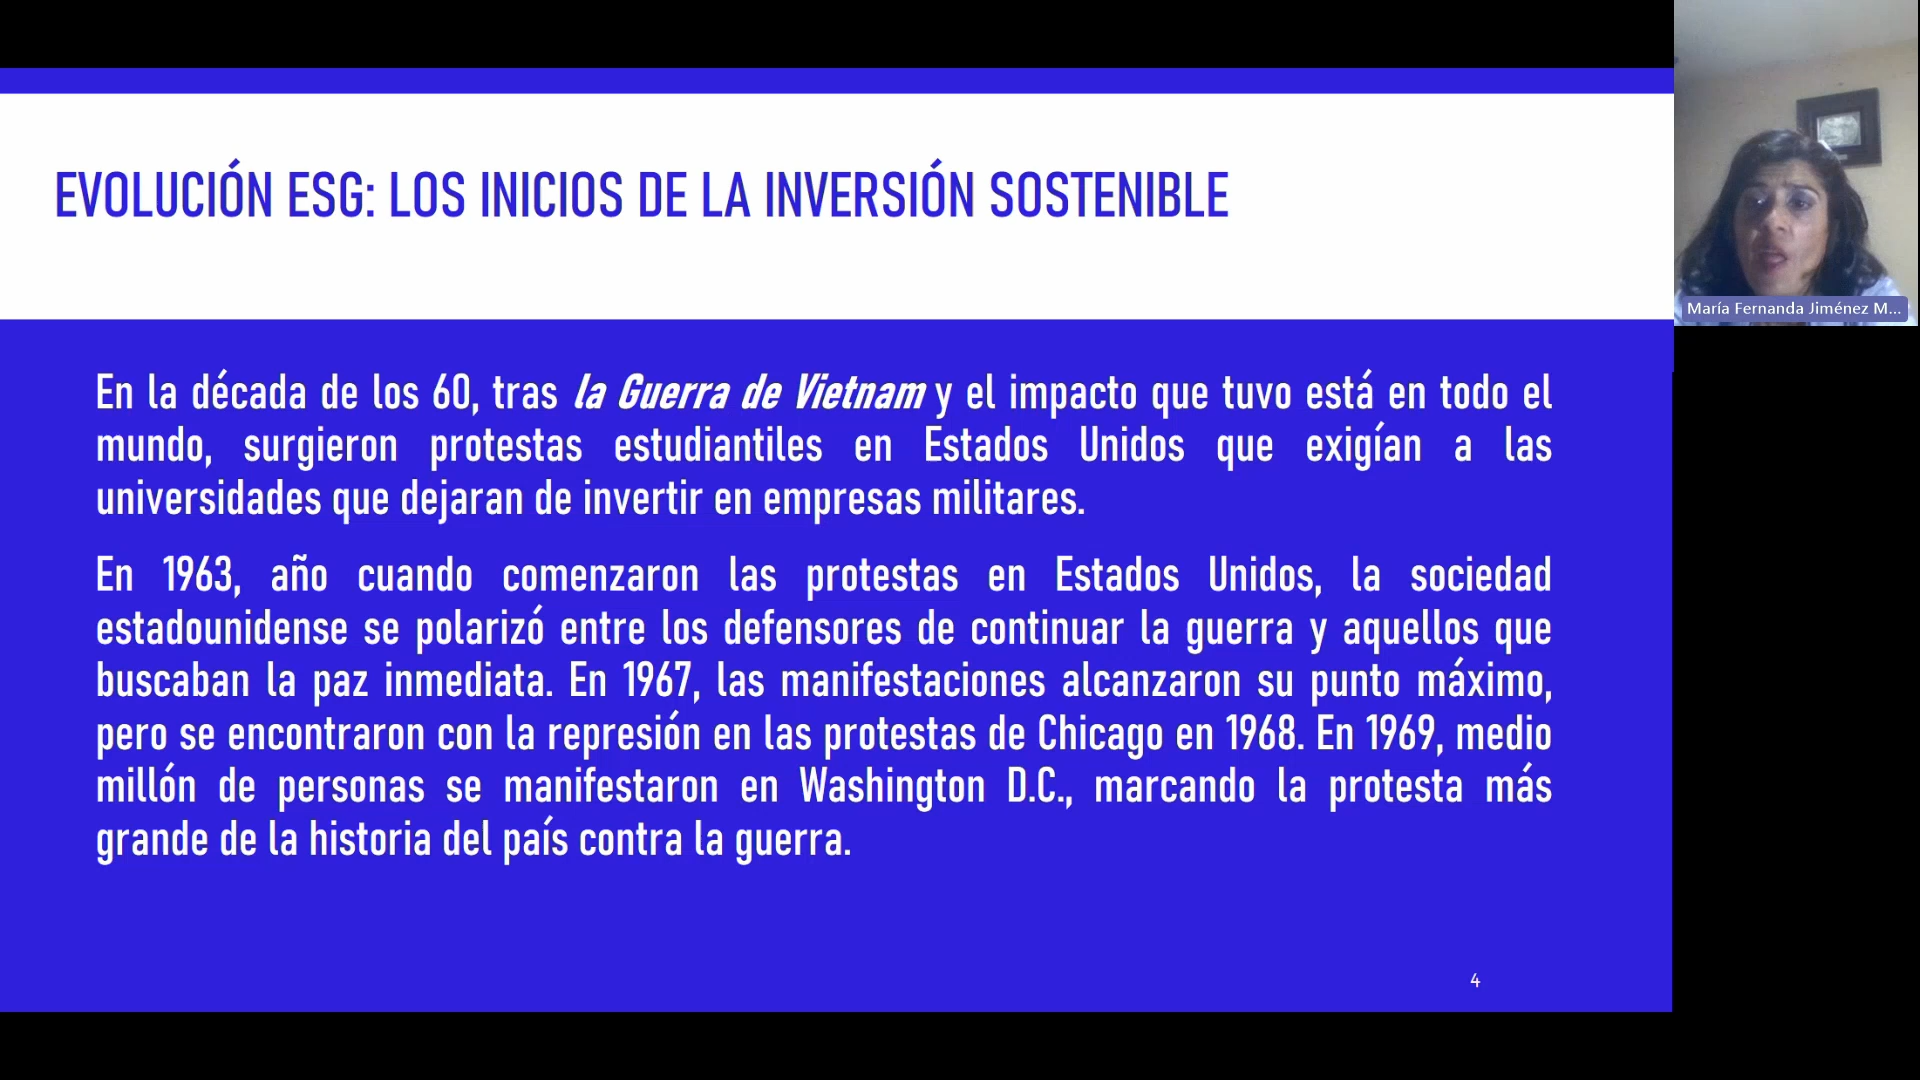 EVOLUCIÓN ESG: LOS INICIOS DE LA INVERSIÓN SOSTENIBLE
María Fernanda Jiménez M...
En la década de los 60, tras la Guerra de Vietnam y el impacto que tuvo está en todo el
mundo, surgieron protestas estudiantiles en Estados Unidos que exigían a las
universidades que dejaran de invertir en empresas militares.
En 1963, año cuando comenzaron las protestas en Estados Unidos, la sociedad
estadounidense se polarizó entre los defensores de continuar la guerra y aquellos que
buscaban la paz inmediata. En 1967, las manifestaciones alcanzaron su punto máximo,
pero se encontraron con la represión en las protestas de Chicago en 1968. En 1969, medio
millón de personas se manifestaron en Washington D.C., marcando la protesta más
grande de la historia del país contra la guerra.
4